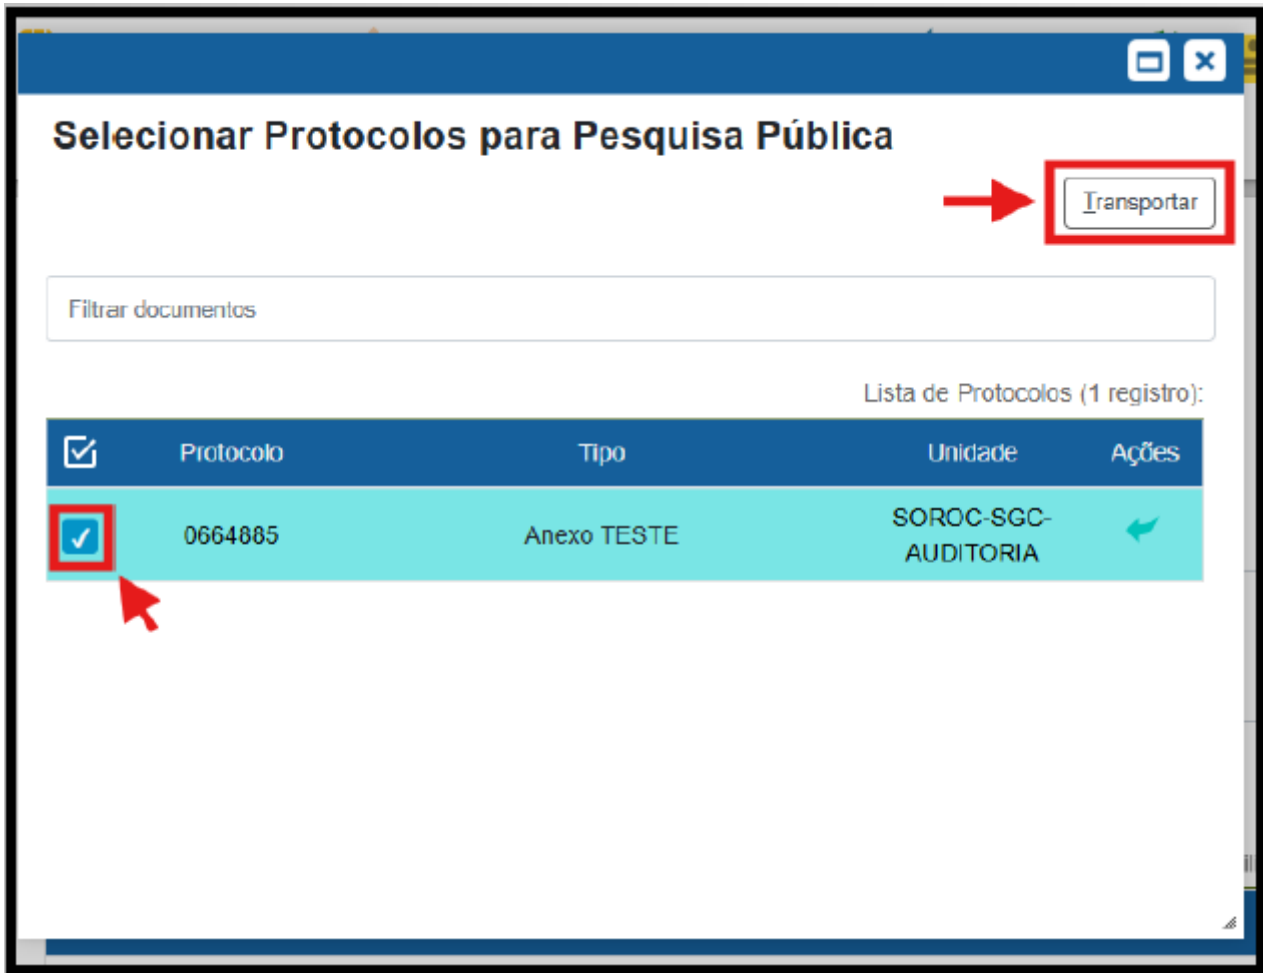 Selecionar Protocolos para Pesquisa Pública
Transportar
Filtrar documentos
Lista de Protocolos (1 registro):
Protocolo Tipo Unidade Ações
0664885 Anexo TESTE SOROC-SGC-
AUDITORIA